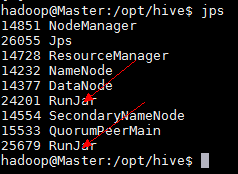 hadoop@Master:/opt/hive$ jps
14851 NodeManager
26055 Jps
14728 ResourceManager
14232 NameNode
14377 DataNode
24201 RunJar
14554 SecondaryNameNode
15533 QuorumPeerMain
25679 RunJar
hadoop@Master:/opt/hive$